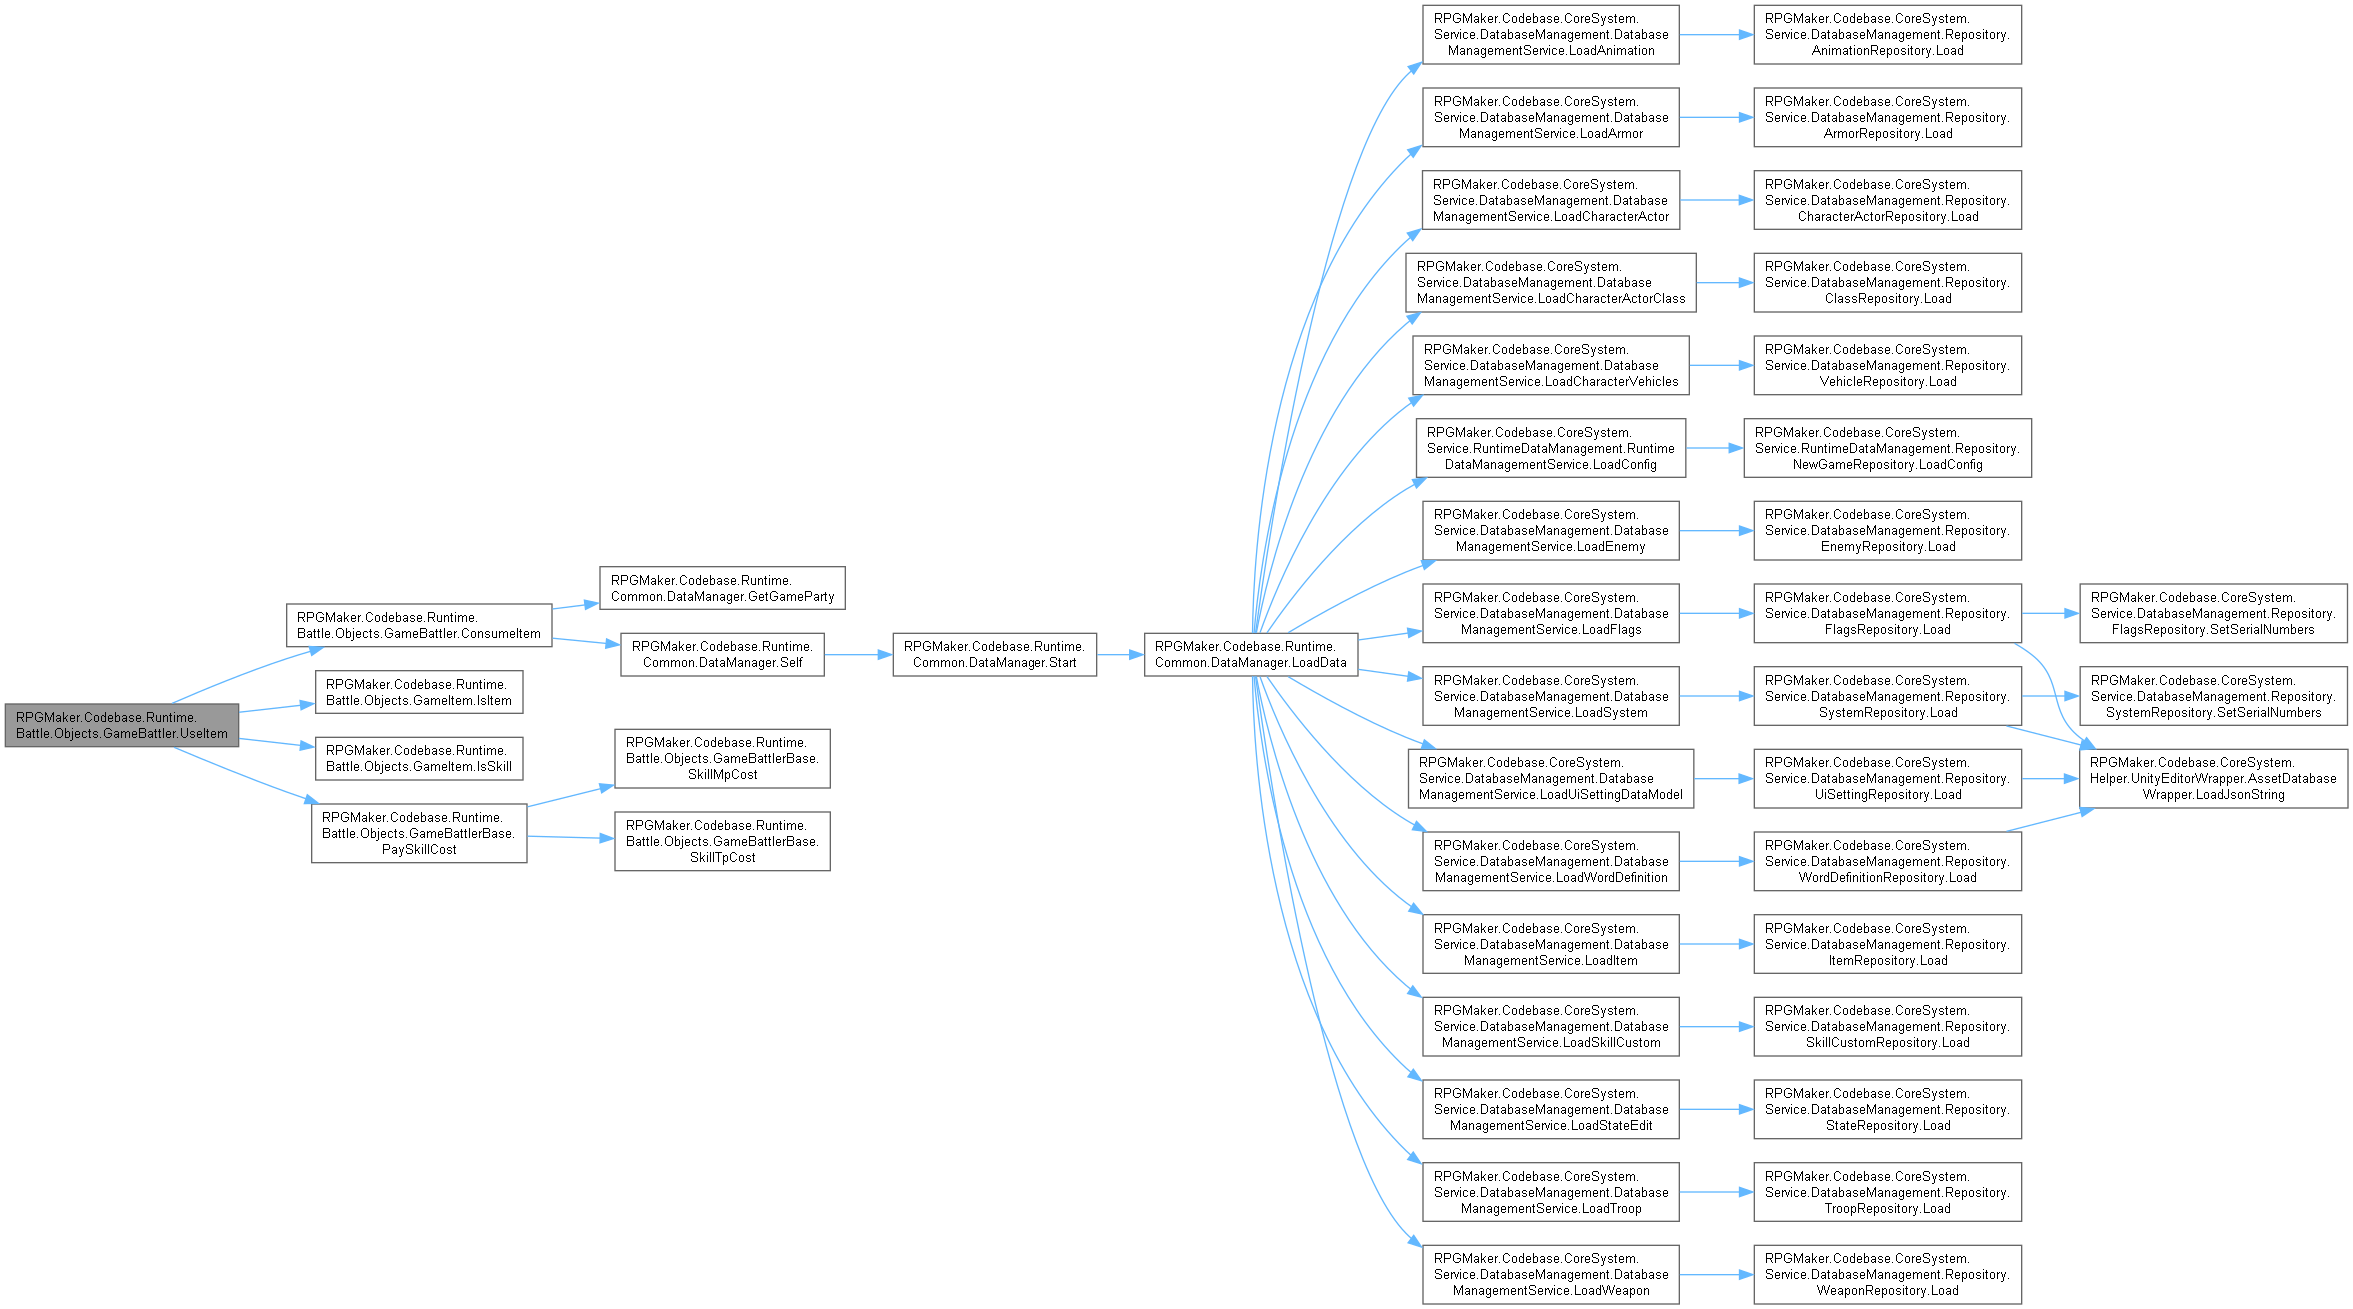 RPGMaker.Codebase.Runtime.
Battle.Objects.GameBattler.UseItem
RPGMaker.Codebase.Runtime.
Battle.Objects.GameBattler.ConsumeItem
RPGMaker.Codebase.Runtime.
Battle.Objects.GameItem.IsItem
RPGMaker.Codebase.Runtime.
Battle.Objects.GameItem.IsSkill
RPGMaker.Codebase.Runtime.
Battle.Objects.GameBattlerBase.
PaySkillCost
RPGMaker.Codebase.Runtime.
Common.DataManager.GetGameParty
RPGMaker.Codebase.Runtime.
Common.DataManager.Self
RPGMaker.Codebase.Runtime.
Battle.Objects.GameBattlerBase.
SkillMpCost
RPGMaker.Codebase.Runtime.
Battle.Objects.GameBattlerBase.
SkillTpCost
RPGMaker.Codebase.Runtime.
Common.DataManager.Start
RPGMaker.Codebase.Runtime.
Common.DataManager.LoadData
RPGMaker.Codebase.CoreSystem.
Service.DatabaseManagement.Database
ManagementService.LoadAnimation
RPGMaker.Codebase.CoreSystem.
Service.DatabaseManagement.Database
ManagementService.LoadArmor
RPGMaker.Codebase.CoreSystem.
Service.DatabaseManagement.Database
ManagementService.LoadCharacterActor
RPGMaker.Codebase.CoreSystem.
Service.DatabaseManagement.Database
ManagementService.LoadCharacterActorClass
RPGMaker.Codebase.CoreSystem.
Service.DatabaseManagement.Database
ManagementService.LoadCharacterVehicles
RPGMaker.Codebase.CoreSystem.
Service.RuntimeDataManagement.Runtime
DataManagementService.LoadConfig
RPGMaker.Codebase.CoreSystem.
Service.DatabaseManagement.Database
ManagementService.LoadEnemy
RPGMaker.Codebase.CoreSystem.
Service.DatabaseManagement.Database
ManagementService.LoadFlags
RPGMaker.Codebase.CoreSystem.
Service.DatabaseManagement.Database
ManagementService.LoadSystem
RPGMaker.Codebase.CoreSystem.
Service.DatabaseManagement.Database
ManagementService.LoadUiSettingDataModel
RPGMaker.Codebase.CoreSystem.
Service.DatabaseManagement.Database
ManagementService.LoadWordDefinition
RPGMaker.Codebase.CoreSystem.
Service.DatabaseManagement.Database
ManagementService.LoadItem
RPGMaker.Codebase.CoreSystem.
Service.DatabaseManagement.Database
ManagementService.LoadSkillCustom
RPGMaker.Codebase.CoreSystem.
Service.DatabaseManagement.Database
ManagementService.LoadStateEdit
RPGMaker.Codebase.CoreSystem.
Service.DatabaseManagement.Database
ManagementService.LoadTroop
RPGMaker.Codebase.CoreSystem.
Service.DatabaseManagement.Database
ManagementService.LoadWeapon
RPGMaker.Codebase.CoreSystem.
Service.DatabaseManagement.Repository.
AnimationRepository.Load
RPGMaker.Codebase.CoreSystem.
Service.DatabaseManagement.Repository.
ArmorRepository.Load
RPGMaker.Codebase.CoreSystem.
Service.DatabaseManagement.Repository.
CharacterActorRepository.Load
RPGMaker.Codebase.CoreSystem.
Service.DatabaseManagement.Repository.
ClassRepository.Load
RPGMaker.Codebase.CoreSystem.
Service.DatabaseManagement.Repository.
VehicleRepository.Load
RPGMaker.Codebase.CoreSystem.
Service.RuntimeDataManagement.Repository.
NewGameRepository.LoadConfig
RPGMaker.Codebase.CoreSystem.
Service.DatabaseManagement.Repository.
EnemyRepository.Load
RPGMaker.Codebase.CoreSystem.
Service.DatabaseManagement.Repository.
FlagsRepository.Load
RPGMaker.Codebase.CoreSystem.
Service.DatabaseManagement.Repository.
SystemRepository.Load
RPGMaker.Codebase.CoreSystem.
Service.DatabaseManagement.Repository.
UiSettingRepository.Load
RPGMaker.Codebase.CoreSystem.
Service.DatabaseManagement.Repository.
WordDefinitionRepository.Load
RPGMaker.Codebase.CoreSystem.
Service.DatabaseManagement.Repository.
ItemRepository.Load
RPGMaker.Codebase.CoreSystem.
Service.DatabaseManagement.Repository.
SkillCustomRepository.Load
RPGMaker.Codebase.CoreSystem.
Service.DatabaseManagement.Repository.
StateRepository.Load
RPGMaker.Codebase.CoreSystem.
Service.DatabaseManagement.Repository.
TroopRepository.Load
RPGMaker.Codebase.CoreSystem.
Service.DatabaseManagement.Repository.
WeaponRepository.Load
RPGMaker.Codebase.CoreSystem.
Service.DatabaseManagement.Repository.
FlagsRepository.SetSerialNumbers
RPGMaker.Codebase.CoreSystem.
Service.DatabaseManagement.Repository.
SystemRepository.SetSerialNumbers
RPGMaker.Codebase.CoreSystem.
Helper.UnityEditorWrapper.AssetDatabase
Wrapper.LoadJsonString